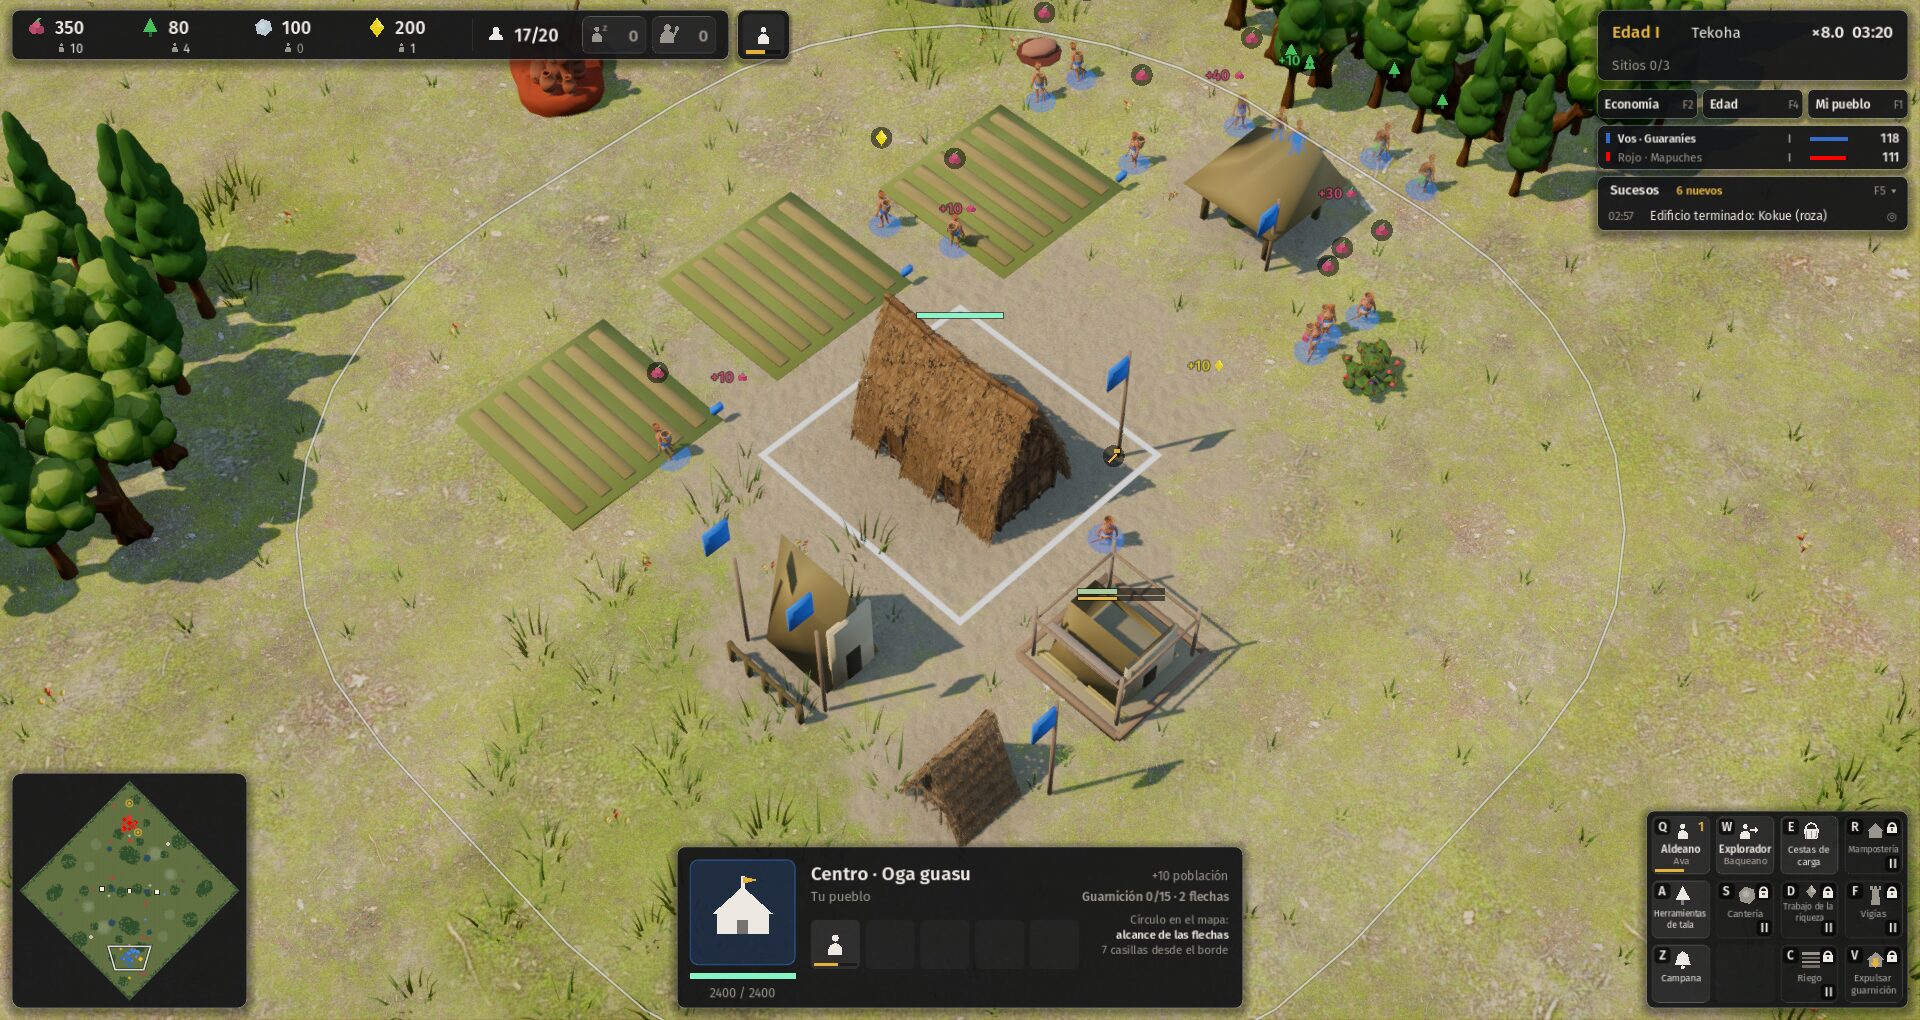 350
80
100
200
17/20
0
0
10
4
0
1
Edad I
Tekoha
×8.0 03:20
Sitios 0/3
Economía F2
Edad F4
Mi pueblo F1
Vos · Guaraníes I 118
Rojo · Mapuches I 111
Sucesos 6 nuevos F5
02:57 Edificio terminado: Kokue (roza)
+10
+40
+30
+10
+10
+10
Centro · Oga guasu
Tu pueblo
+10 población
Guarnición 0/15 · 2 flechas
Círculo en el mapa:
alcance de las flechas
7 casillas desde el borde
2400 / 2400
Q 1
Aldeano
Ava
W
Explorador
Baqueano
E
Cestas de
carga
R
Mampostería
II
A
Herramientas
de tala
S
Cantería
II
D
Trabajo de la
riqueza
II
F
Vigías
II
Z
Campana
C
Riego
II
V
Expulsar
guarnición